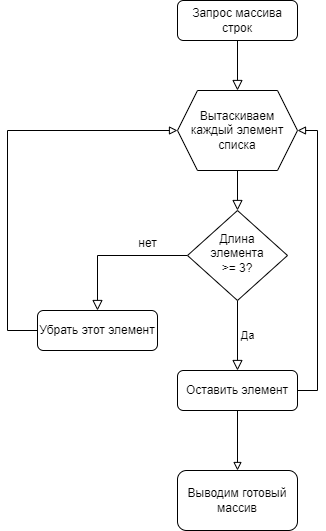 Запрос массива
строк
Вытаскиваем
каждый элемент
списка
Длина
элемента
>= 3?
нет
Убрать этот элемент
Да
Оставить элемент
Выводим готовый
массив